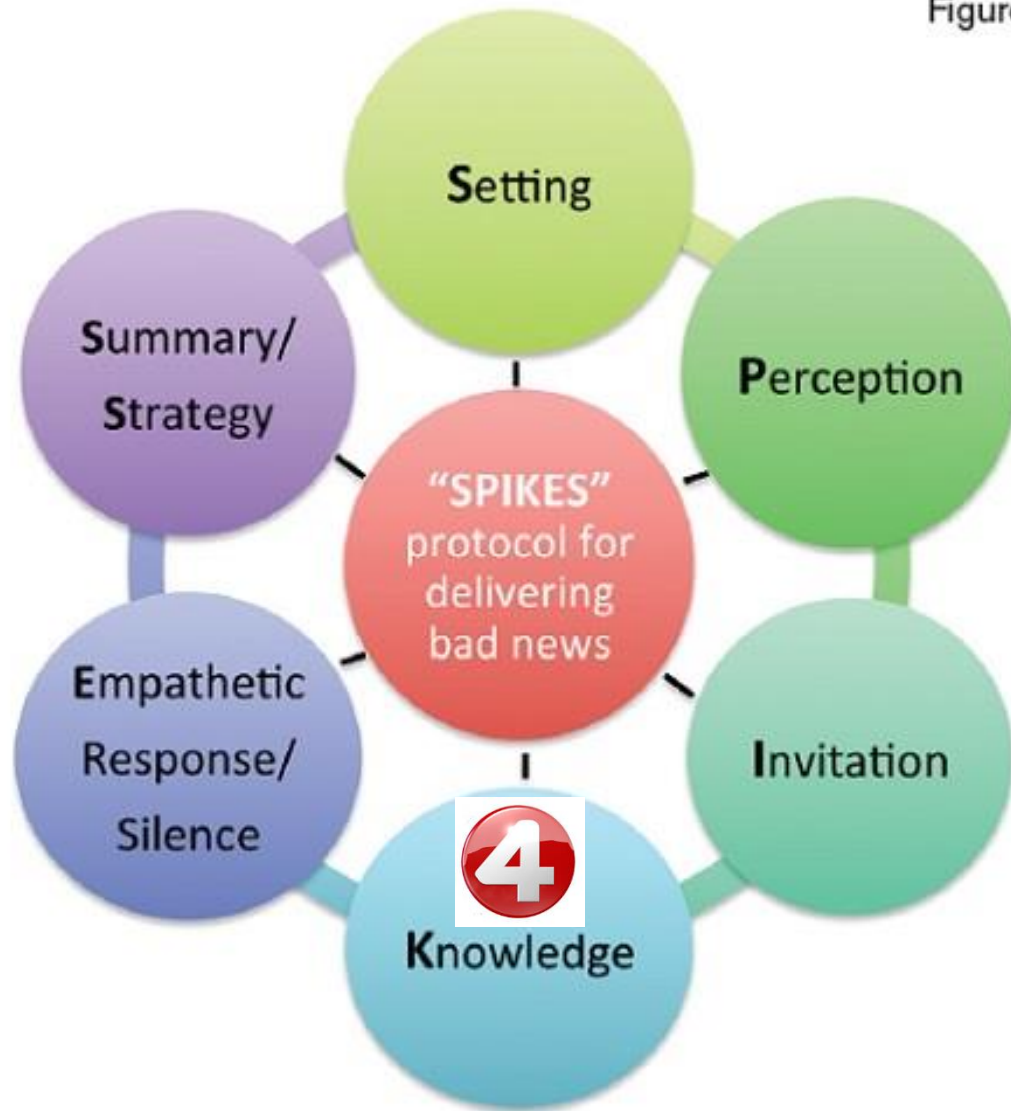 Figure
Setting
Perception
Invitation
4
Knowledge
Empathetic
Response/
Silence
Summary/
Strategy
“SPIKES”
protocol for
delivering
bad news